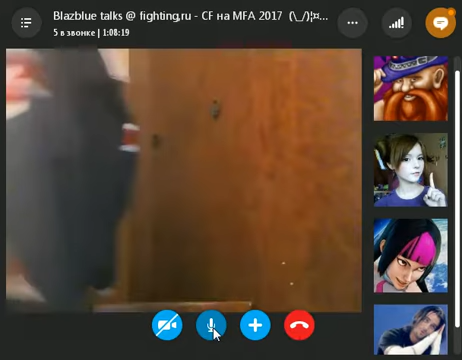 Blazblue talks @ fighting.ru - CF на MFA 2017 (\_/)¦¤...
5 в звонке | 1:08:19